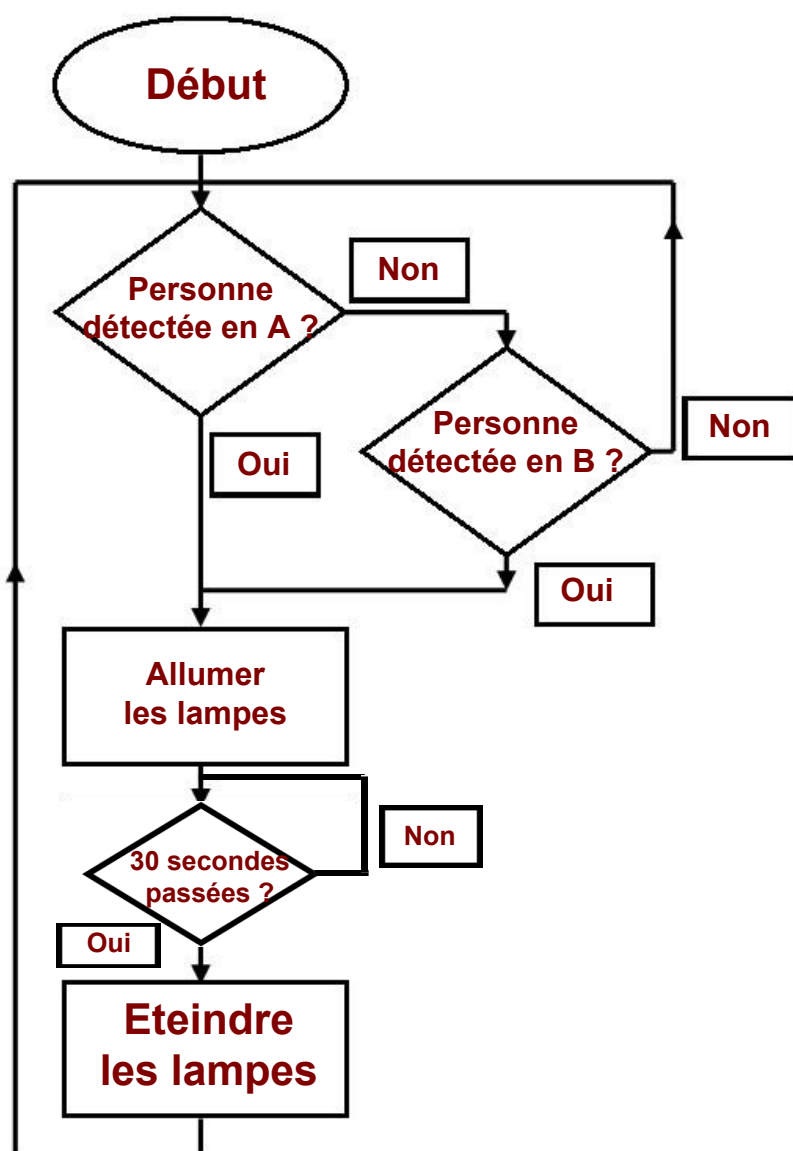 Début
Personne
détectée en A ?
Non
Personne
détectée en B ?
Non
Oui
Oui
Allumer
les lampes
30 secondes
passées ?
Non
Oui
Eteindre
les lampes